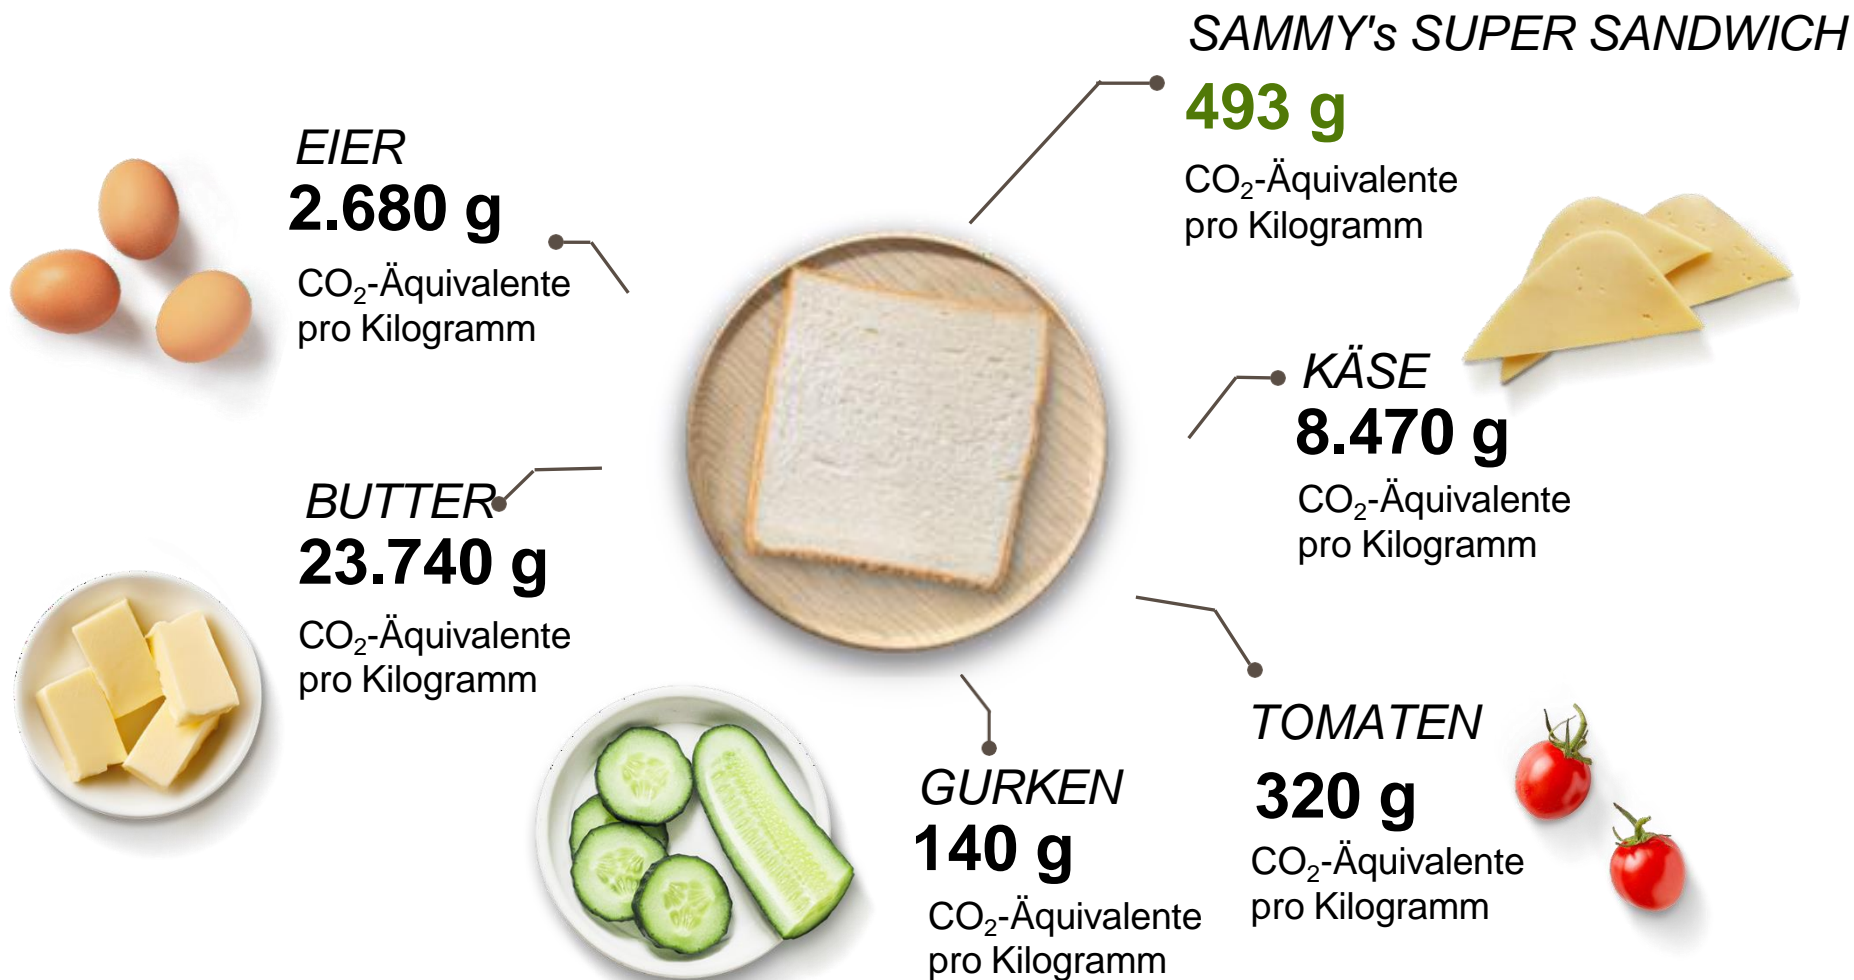 SAMMY's SUPER SANDWICH
493 g
CO₂-Äquivalente
pro Kilogramm
EIER
2.680 g
CO₂-Äquivalente
pro Kilogramm
KÄSE
8.470 g
CO₂-Äquivalente
pro Kilogramm
BUTTER
23.740 g
CO₂-Äquivalente
pro Kilogramm
TOMATEN
320 g
CO₂-Äquivalente
pro Kilogramm
GURKEN
140 g
CO₂-Äquivalente
pro Kilogramm